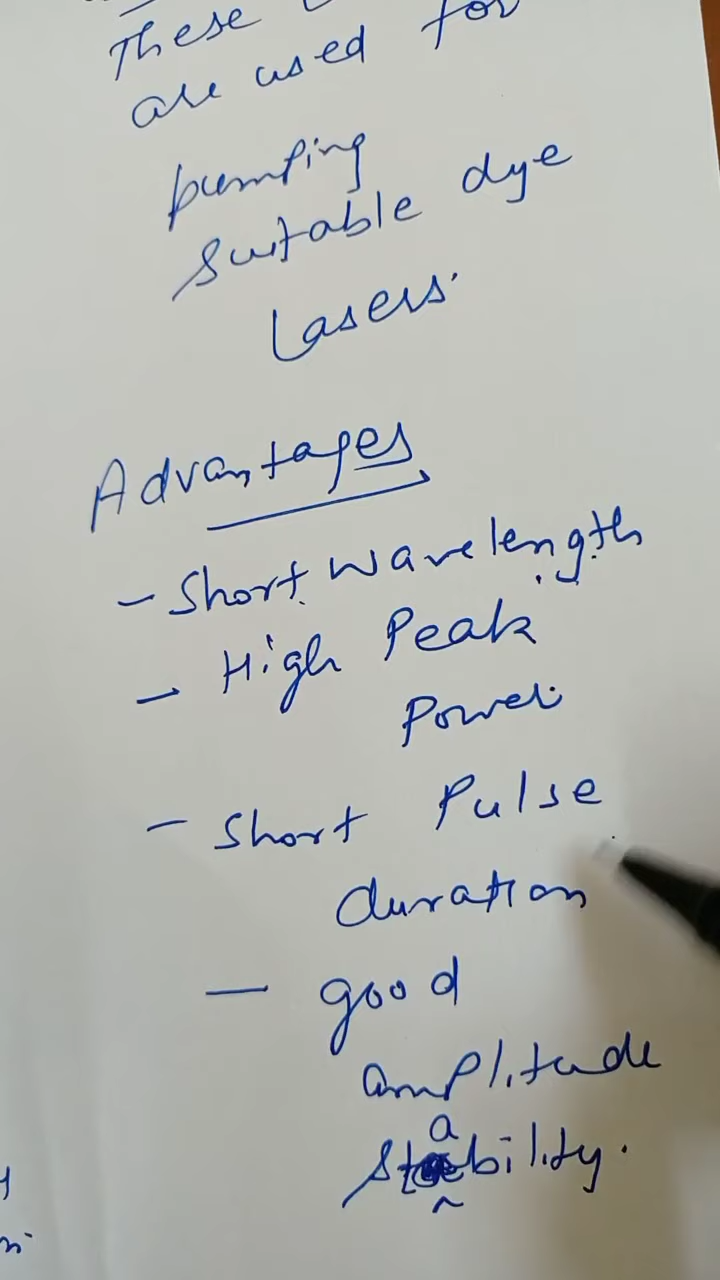 These
are used for
pumping
suitable dye
Lasers.
Advantages
- Short wavelength
- High Peak
Power.
- Short Pulse
duration
- good
amplitude
stability.